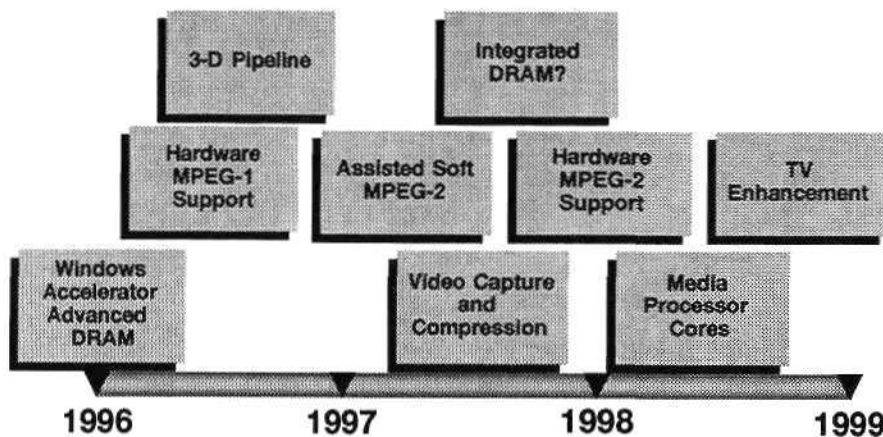 3-D Pipeline
Integrated
DRAM?
Hardware
MPEG-1
Support
Assisted Soft
MPEG-2
Hardware
MPEG-2
Support
TV
Enhancement
Windows
Accelerator
Advanced
DRAM
Video Capture
and
Compression
Media
Processor
Cores
1996
1997
1998
1999